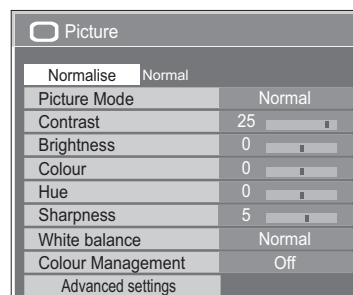 Picture
Normalise Normal
Picture Mode Normal
Contrast 25
Brightness 0
Colour 0
Hue 0
Sharpness 5
White balance Normal
Colour Management Off
Advanced settings